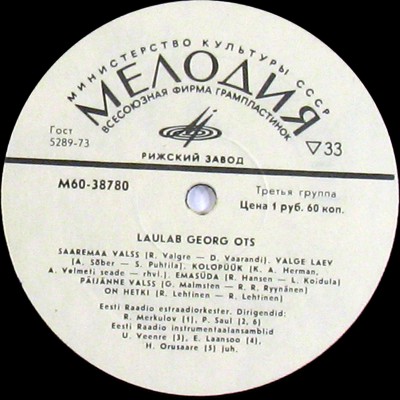 МИНИСТЕРСТВО КУЛЬТУРЫ СССР
МЕЛОДИЯ
ВСЕСОЮЗНАЯ ФИРМА ГРАМПЛАСТИНОК
Гост
5289-73
33
РИЖСКИЙ ЗАВОД
М60-38780
Третья группа
Цена 1 руб. 60 коп.
LAULAB GEORG OTS
SAAREMAA VALSS (R. Valgre — D. Vaarandi), VALGE LAEV
(A. Sõber — S. Puhtila), KOLOPÜÜK (K. A. Herman,
A. Valmeti seade — rhvl.), EMASÜDA (R. Hansen — L. Koidula)
PÄIJÄNNE VALSS (G. Malmsten — R. R. Ryynänen)
ON HETKI (R. Lehtinen — R. Lehtinen)
Eesti Raadio estraadiorkester. Dirigendid:
R. Merkulov (1), P. Saul (2, 6)
Eesti Raadio instrumentaalansamblid
U. Veenre (3), E. Laansoo (4),
H. Orusaare (5) juh.